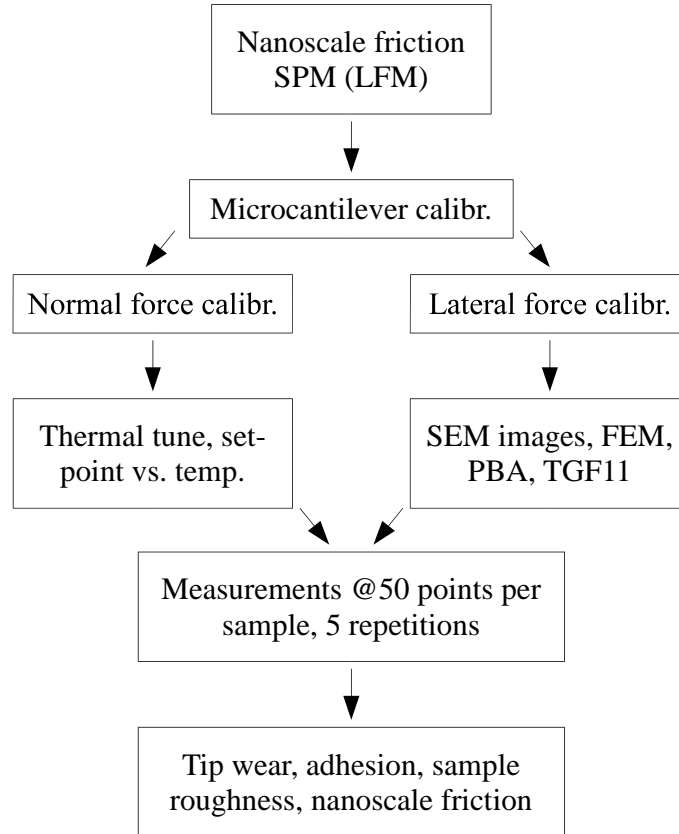 Nanoscale friction
SPM (LFM)
Microcantilever calibr.
Normal force calibr.
Lateral force calibr.
Thermal tune, set-
point vs. temp.
SEM images, FEM,
PBA, TGF11
Measurements @50 points per
sample, 5 repetitions
Tip wear, adhesion, sample
roughness, nanoscale friction